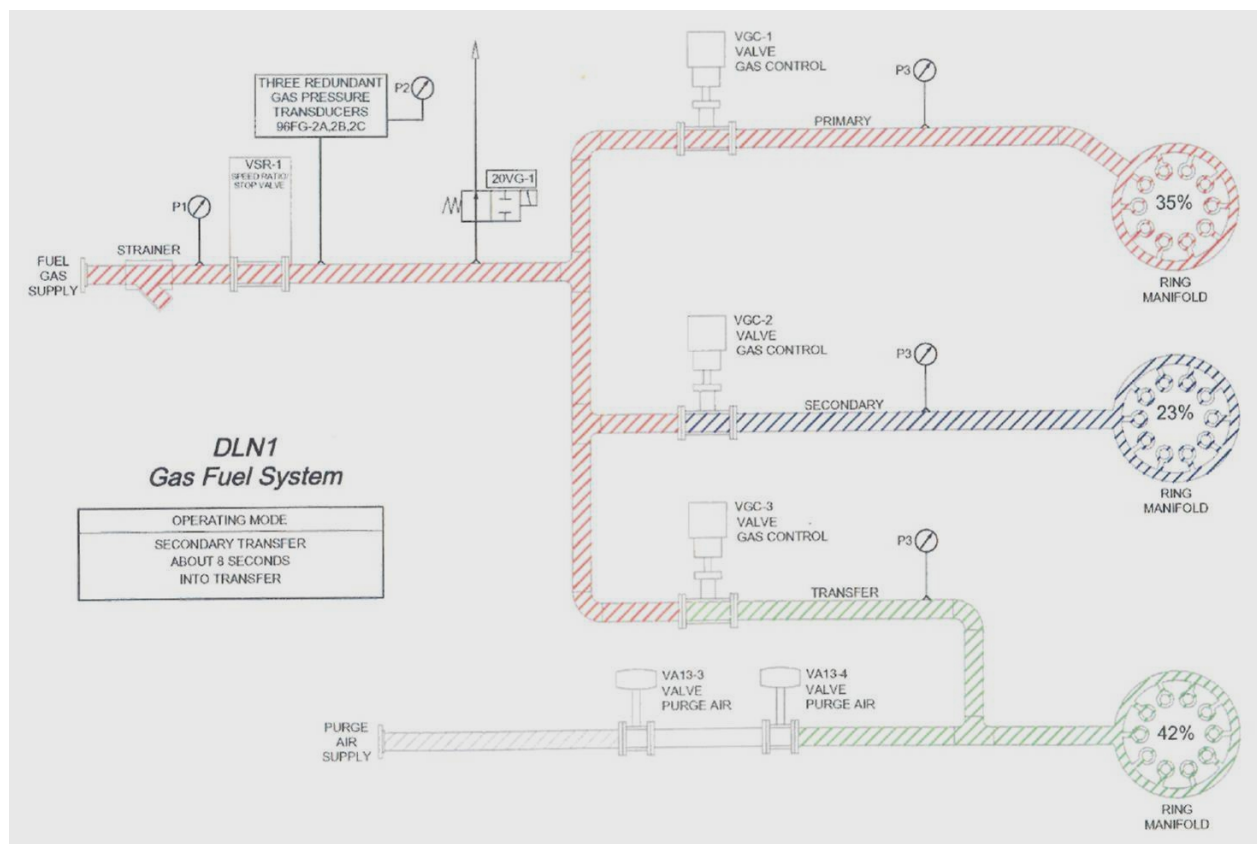 VGC-1
VALVE
GAS CONTROL
P3
THREE REDUNDANT
GAS PRESSURE
TRANSDUCERS
96FG-2A,2B,2C
P2
PRIMARY
VSR-1
SPEED RATIO/
STOP VALVE
20VG-1
P1
35%
STRAINER
FUEL
GAS
SUPPLY
RING
MANIFOLD
VGC-2
VALVE
GAS CONTROL
P3
SECONDARY
23%
RING
MANIFOLD
DLN1
Gas Fuel System
OPERATING MODE
SECONDARY TRANSFER
ABOUT 8 SECONDS
INTO TRANSFER
VGC-3
VALVE
GAS CONTROL
P3
TRANSFER
VA13-3
VALVE
PURGE AIR
VA13-4
VALVE
PURGE AIR
PURGE
AIR
SUPPLY
42%
RING
MANIFOLD